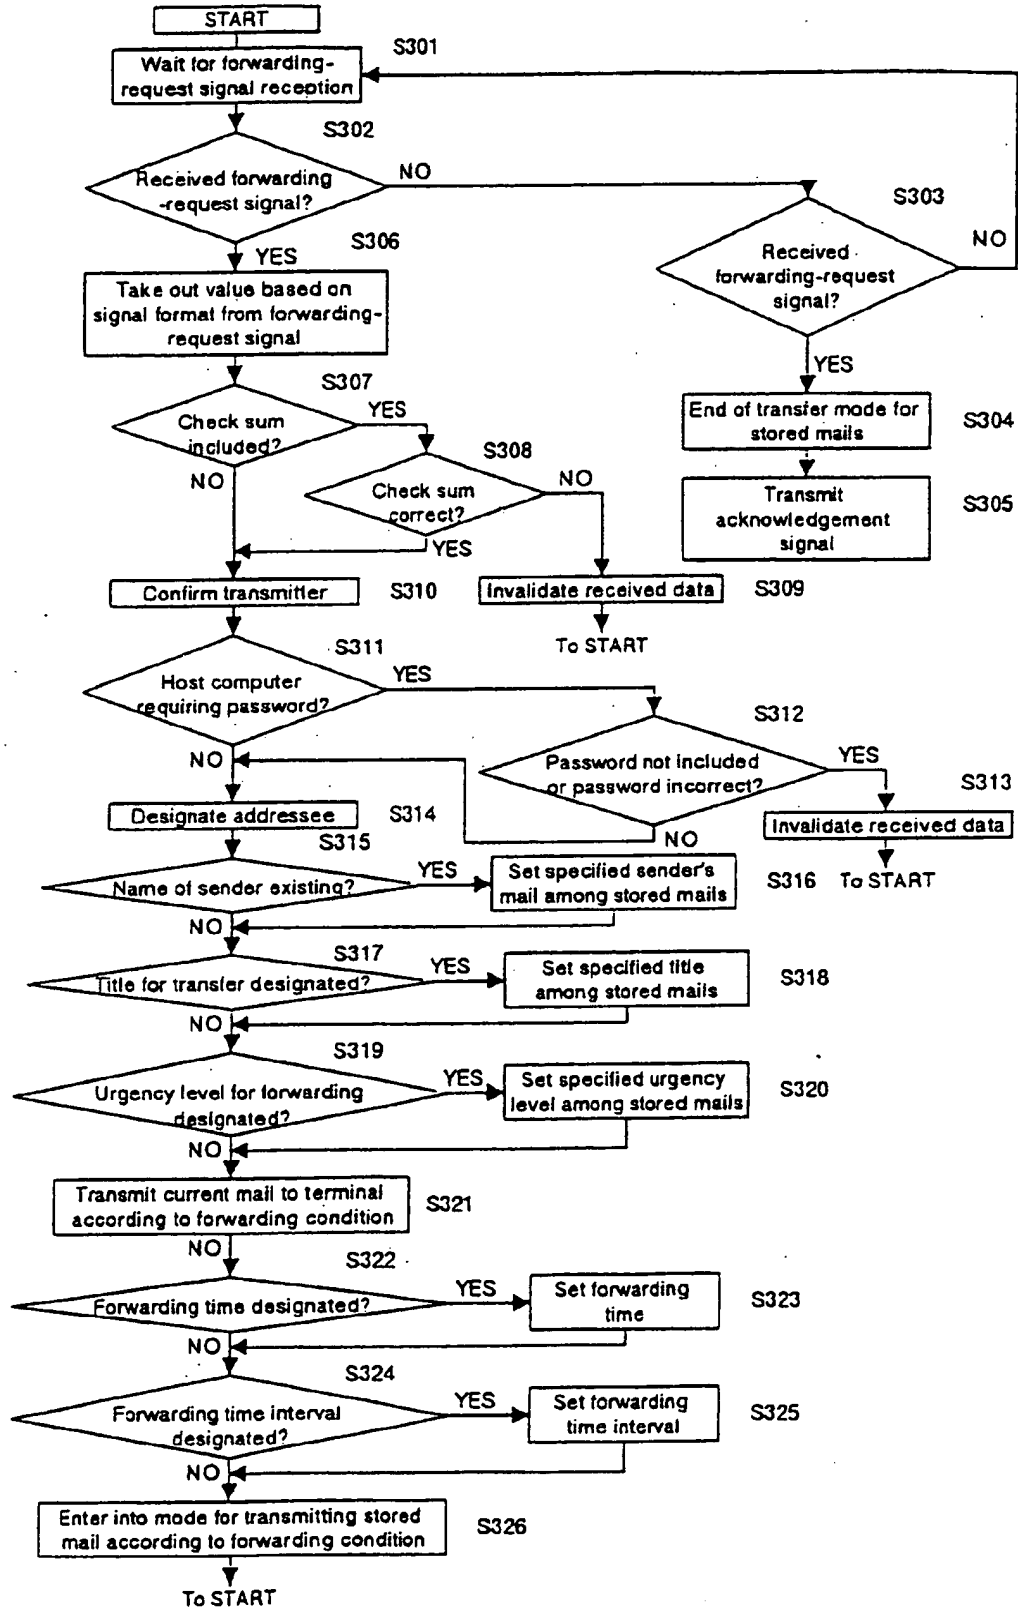 START
S301
Wait for forwarding-
request signal reception
S302
Received forwarding
-request signal?
NO
S303
Received
forwarding-request
signal?
NO
YES
S306
YES
Take out value based on
signal format from forwarding-
request signal
End of transfer mode for
stored mails
S304
Transmit
acknowledgement
signal
S305
S307
Check sum
included?
YES
NO
S308
Check sum
correct?
NO
YES
Confirm transmitter
S310
Invalidate received data
S309
To START
S311
Host computer
requiring password?
YES
NO
S312
Password not included
or password incorrect?
YES
NO
S313
Invalidate received data
To START
Designate addressee
S314
S315
Name of sender existing?
YES
Set specified sender's
mail among stored mails
S316
NO
S317
Title for transfer designated?
YES
Set specified title
among stored mails
S318
NO
S319
Urgency level for forwarding
designated?
YES
Set specified urgency
level among stored mails
S320
NO
Transmit current mail to terminal
according to forwarding condition
S321
NO
S322
Forwarding time designated?
YES
Set forwarding
time
S323
NO
S324
Forwarding time interval
designated?
YES
Set forwarding
time interval
S325
NO
Enter into mode for transmitting stored
mail according to forwarding condition
S326
To START